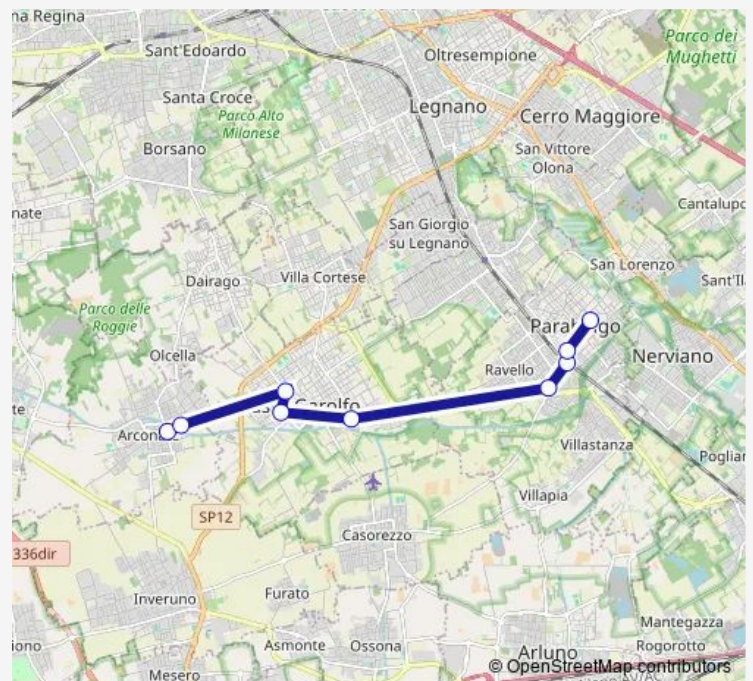 na Regina
Sant'Edoardo
Oltresempione
Parco dei
Mughetti
Santa Croce
Parco Alto
Milanese
Legnano
Cerro Maggiore
Borsano
San Vittore
Olona
nate
Cantalupo
San Giorgio
su Legnano
San Lorenzo
Dairago
Villa Cortese
Sant'Il
Parco delle
Roggie
Nerviano
Olcella
Ravello
te
Villastanza
Poglian
Villapia
SP12
Casorezzo
336dir
Inveruno
Furato
Mantegazza
iono
Asmonte
Ossona
Arluno
Rogorotto
Mesero
© OpenStreetMap contributors